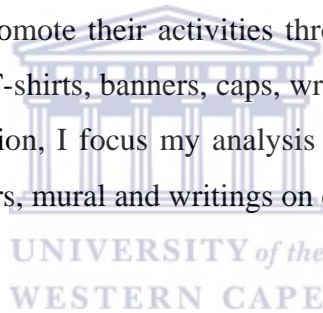 omote their activities thr
T-shirts, banners, caps, wr
ion, I focus my analysis
rs, mural and writings on
UNIVERSITY of the
WESTERN CAPE